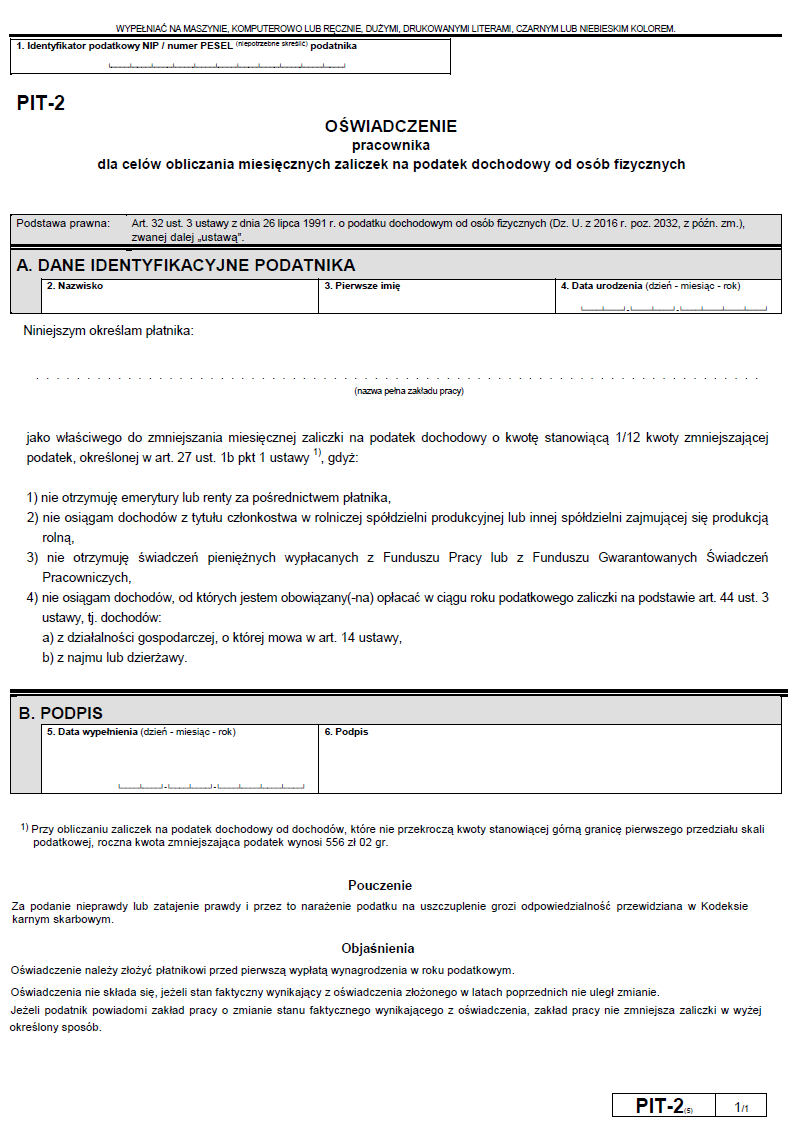 WYPEŁNIAĆ NA MASZYNIE, KOMPUTEROWO LUB RĘCZNIE, DUŻYMI, DRUKOWANYMI LITERAMI, CZARNYM LUB NIEBIESKIM KOLOREM.
1. Identyfikator podatkowy NIP / numer PESEL (niepotrzebne skreślić) podatnika
PIT-2
OŚWIADCZENIE
pracownika
dla celów obliczania miesięcznych zaliczek na podatek dochodowy od osób fizycznych
Podstawa prawna: Art. 32 ust. 3 ustawy z dnia 26 lipca 1991 r. o podatku dochodowym od osób fizycznych (Dz. U. z 2016 r. poz. 2032, z późn. zm.),
zwanej dalej „ustawą”.
A. DANE IDENTYFIKACYJNE PODATNIKA
2. Nazwisko 3. Pierwsze imię 4. Data urodzenia (dzień - miesiąc - rok)
Niniejszym określam płatnika:
(nazwa pełna zakładu pracy)
jako właściwego do zmniejszania miesięcznej zaliczki na podatek dochodowy o kwotę stanowiącą 1/12 kwoty zmniejszającej
podatek, określonej w art. 27 ust. 1b pkt 1 ustawy 1), gdyż:
1) nie otrzymuję emerytury lub renty za pośrednictwem płatnika,
2) nie osiągam dochodów z tytułu członkostwa w rolniczej spółdzielni produkcyjnej lub innej spółdzielni zajmującej się produkcją
rolną,
3) nie otrzymuję świadczeń pieniężnych wypłacanych z Funduszu Pracy lub z Funduszu Gwarantowanych Świadczeń
Pracowniczych,
4) nie osiągam dochodów, od których jestem obowiązany(-na) opłacać w ciągu roku podatkowego zaliczki na podstawie art. 44 ust. 3
ustawy, tj. dochodów:
a) z działalności gospodarczej, o której mowa w art. 14 ustawy,
b) z najmu lub dzierżawy.
B. PODPIS
5. Data wypełnienia (dzień - miesiąc - rok) 6. Podpis
1) Przy obliczaniu zaliczek na podatek dochodowy od dochodów, które nie przekroczą kwoty stanowiącej górną granicę pierwszego przedziału skali
podatkowej, roczna kwota zmniejszająca podatek wynosi 556 zł 02 gr.
Pouczenie
Za podanie nieprawdy lub zatajenie prawdy i przez to narażenie podatku na uszczuplenie grozi odpowiedzialność przewidziana w Kodeksie
karnym skarbowym.
Objaśnienia
Oświadczenie należy złożyć płatnikowi przed pierwszą wypłatą wynagrodzenia w roku podatkowym.
Oświadczenia nie składa się, jeżeli stan faktyczny wynikający z oświadczenia złożonego w latach poprzednich nie uległ zmianie.
Jeżeli podatnik powiadomi zakład pracy o zmianie stanu faktycznego wynikającego z oświadczenia, zakład pracy nie zmniejsza zaliczki w wyżej
określony sposób.
PIT-2(5) 1/1